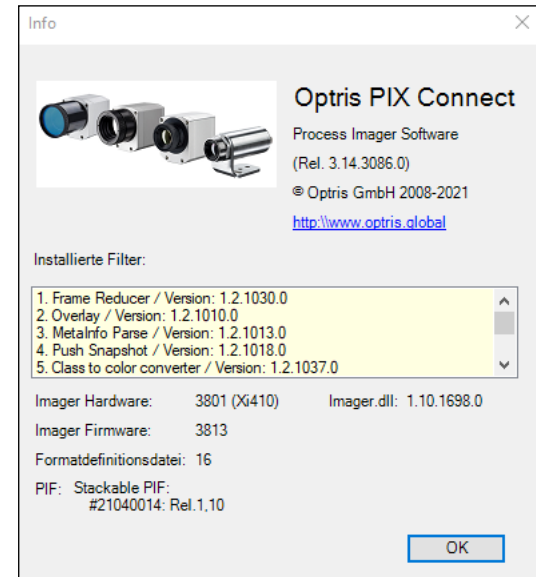 Info
Optris PIX Connect
Process Imager Software
(Rel. 3.14.3086.0)
© Optris GmbH 2008-2021
http:\\www.optris.global
Installierte Filter:
1. Frame Reducer / Version: 1.2.1030.0
2. Overlay / Version: 1.2.1010.0
3. MetaInfo Parse / Version: 1.2.1013.0
4. Push Snapshot / Version: 1.2.1018.0
5. Class to color converter / Version: 1.2.1037.0
Imager Hardware: 3801 (Xi410) Imager.dll: 1.10.1698.0
Imager Firmware: 3813
Formatdefinitionsdatei: 16
PIF: Stackable PIF:
#21040014: Rel.1,10
OK